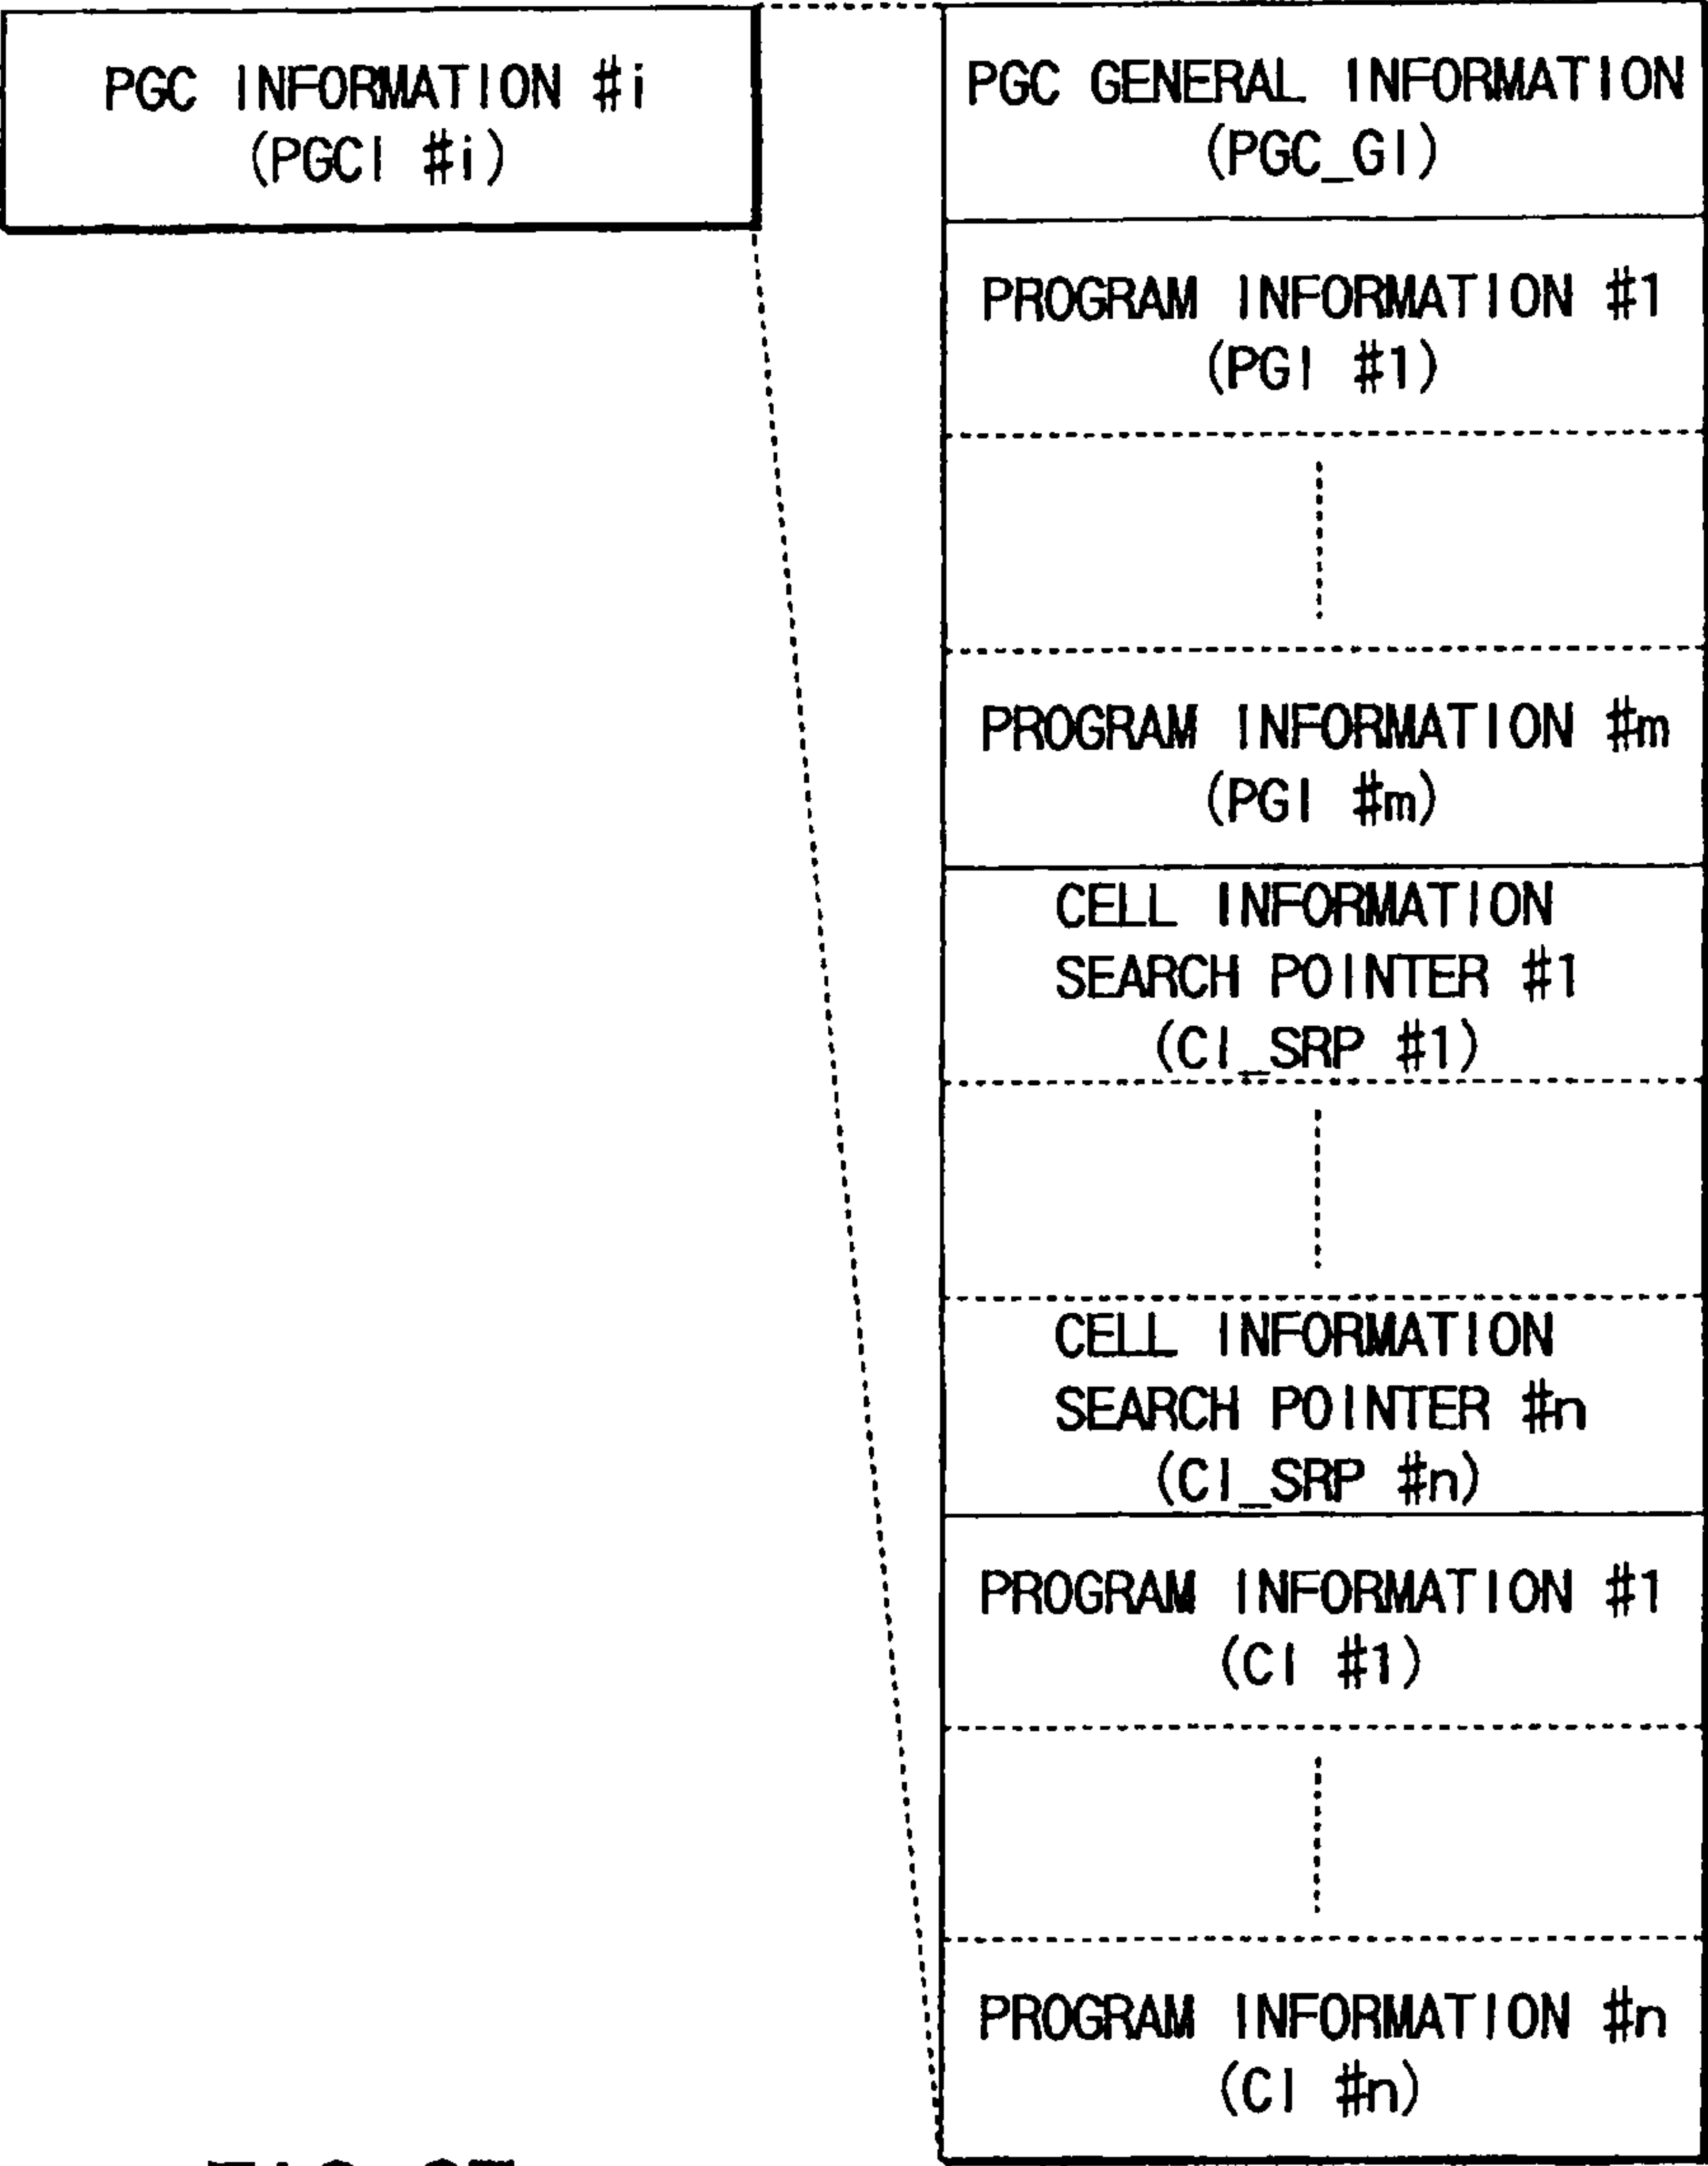 PGC INFORMATION #i
(PGCI #i)
PGC GENERAL INFORMATION
(PGC_GI)
PROGRAM INFORMATION #1
(PGI #1)
PROGRAM INFORMATION #m
(PGI #m)
CELL INFORMATION
SEARCH POINTER #1
(CI_SRP #1)
CELL INFORMATION
SEARCH POINTER #n
(CI_SRP #n)
PROGRAM INFORMATION #1
(CI #1)
PROGRAM INFORMATION #n
(CI #n)